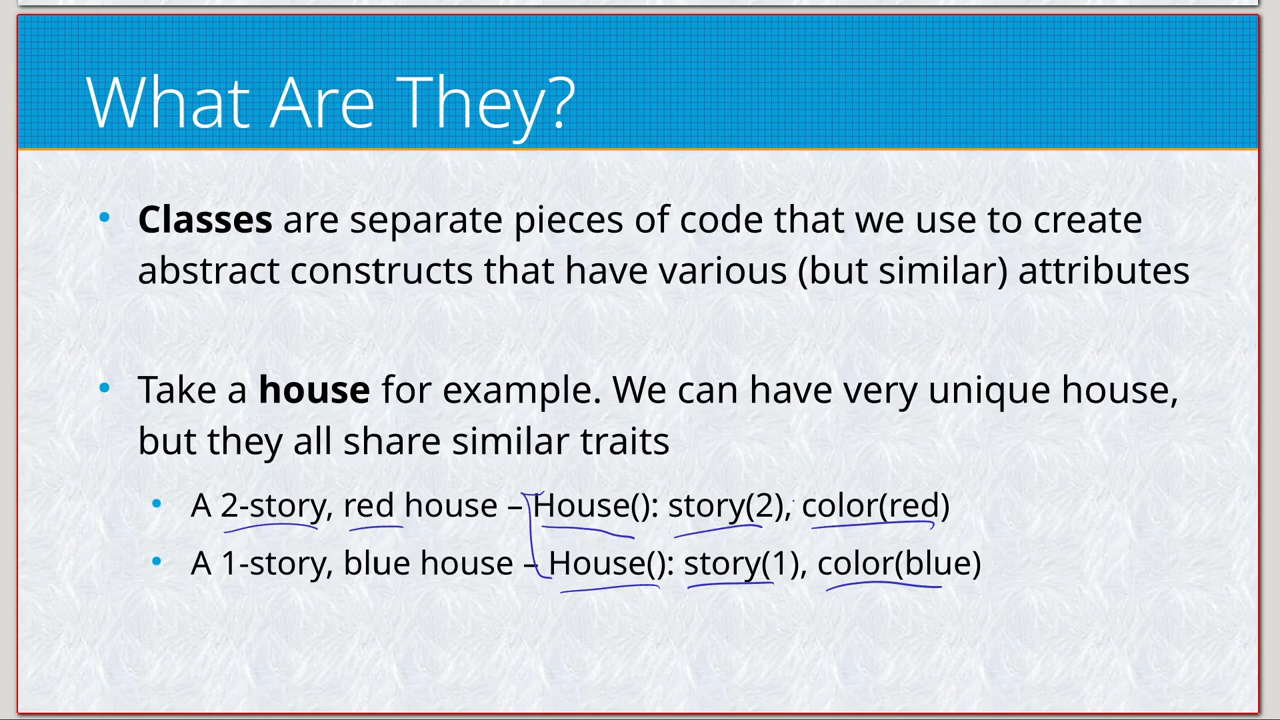 What Are They?
Classes are separate pieces of code that we use to create
abstract constructs that have various (but similar) attributes
Take a house for example. We can have very unique house,
but they all share similar traits
A 2-story, red house – House(): story(2), color(red)
A 1-story, blue house – House(): story(1), color(blue)